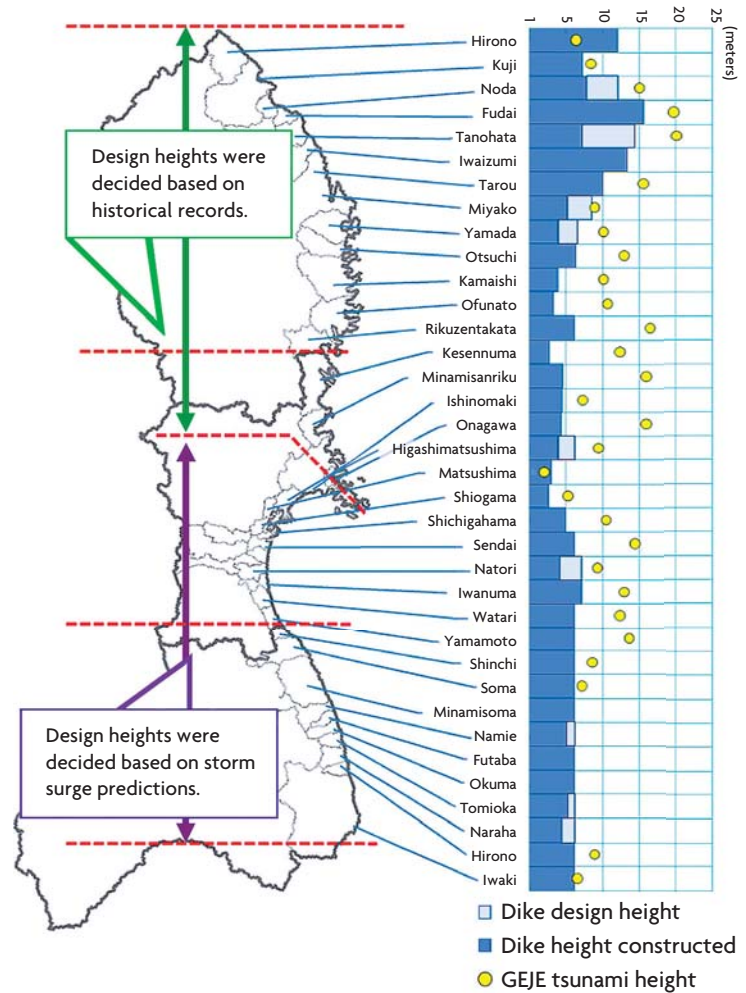 1 5 10 15 20 25
(meters)
Hirono
Kuji
Noda
Fudai
Tanohata
Iwaizumi
Tarou
Miyako
Yamada
Otsuchi
Kamaishi
Ofunato
Rikuzentakata
Kesennuma
Minamisanriku
Ishinomaki
Onagawa
Higashimatsushima
Matsushima
Shiogama
Shichigahama
Sendai
Natori
Iwanuma
Watari
Yamamoto
Shinchi
Soma
Minamisoma
Namie
Futaba
Okuma
Tomioka
Naraha
Hirono
Iwaki
Design heights were
decided based on
historical records.
Design heights were
decided based on storm
surge predictions.
Dike design height
Dike height constructed
GEJE tsunami height